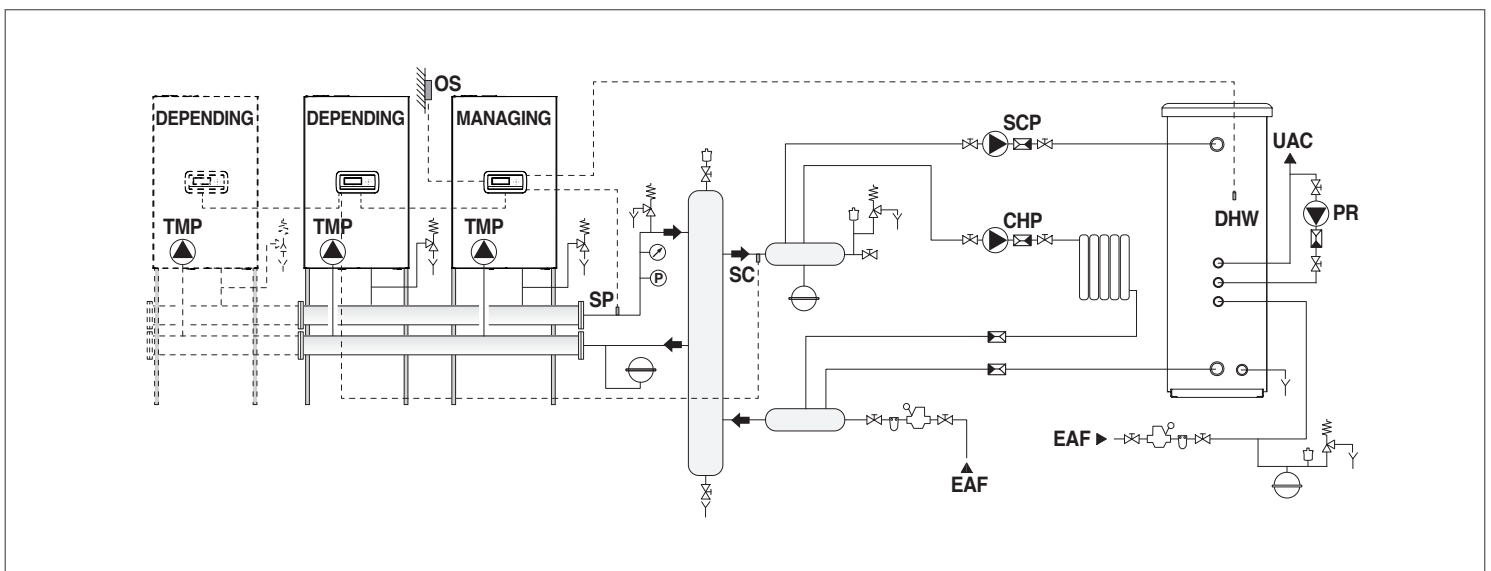 OS
DEPENDING
DEPENDING
MANAGING
SCP
UAC
TMP
TMP
TMP
CHP
DHW
PR
SP
SC
P
EAF
EAF